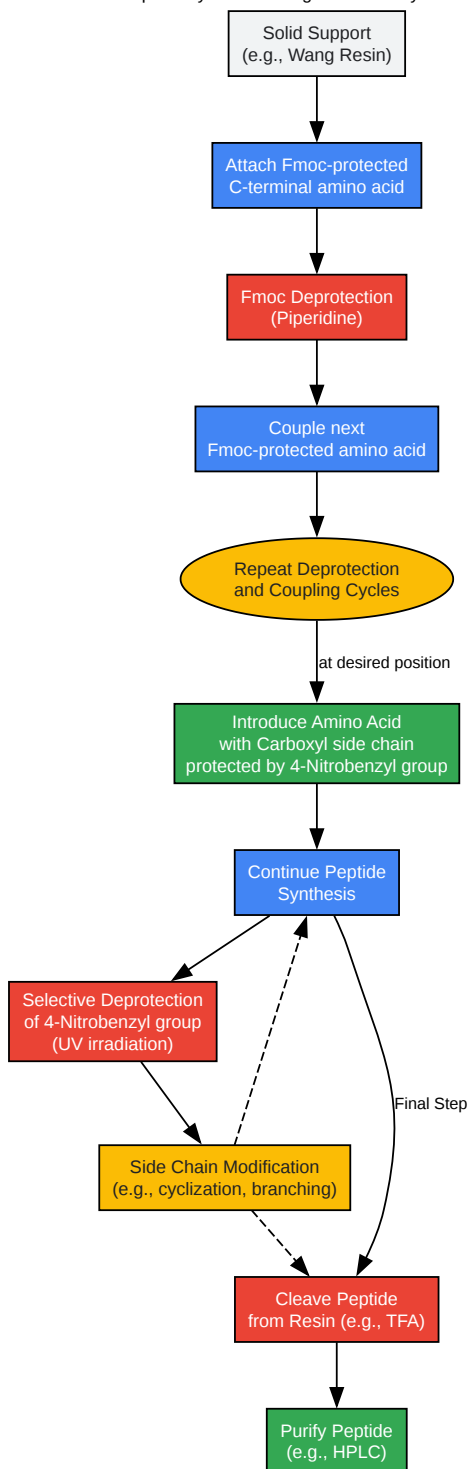 Solid Support
(e.g., Wang Resin)
Attach Fmoc-protected
C-terminal amino acid
Fmoc Deprotection
(Piperidine)
Couple next
Fmoc-protected amino acid
Repeat Deprotection
and Coupling Cycles
at desired position
Introduce Amino Acid
with Carboxyl side chain
protected by 4-Nitrobenzyl group
Continue Peptide
Synthesis
Selective Deprotection
of 4-Nitrobenzyl group
(UV irradiation)
Final Step
Side Chain Modification
(e.g., cyclization, branching)
Cleave Peptide
from Resin (e.g., TFA)
Purify Peptide
(e.g., HPLC)